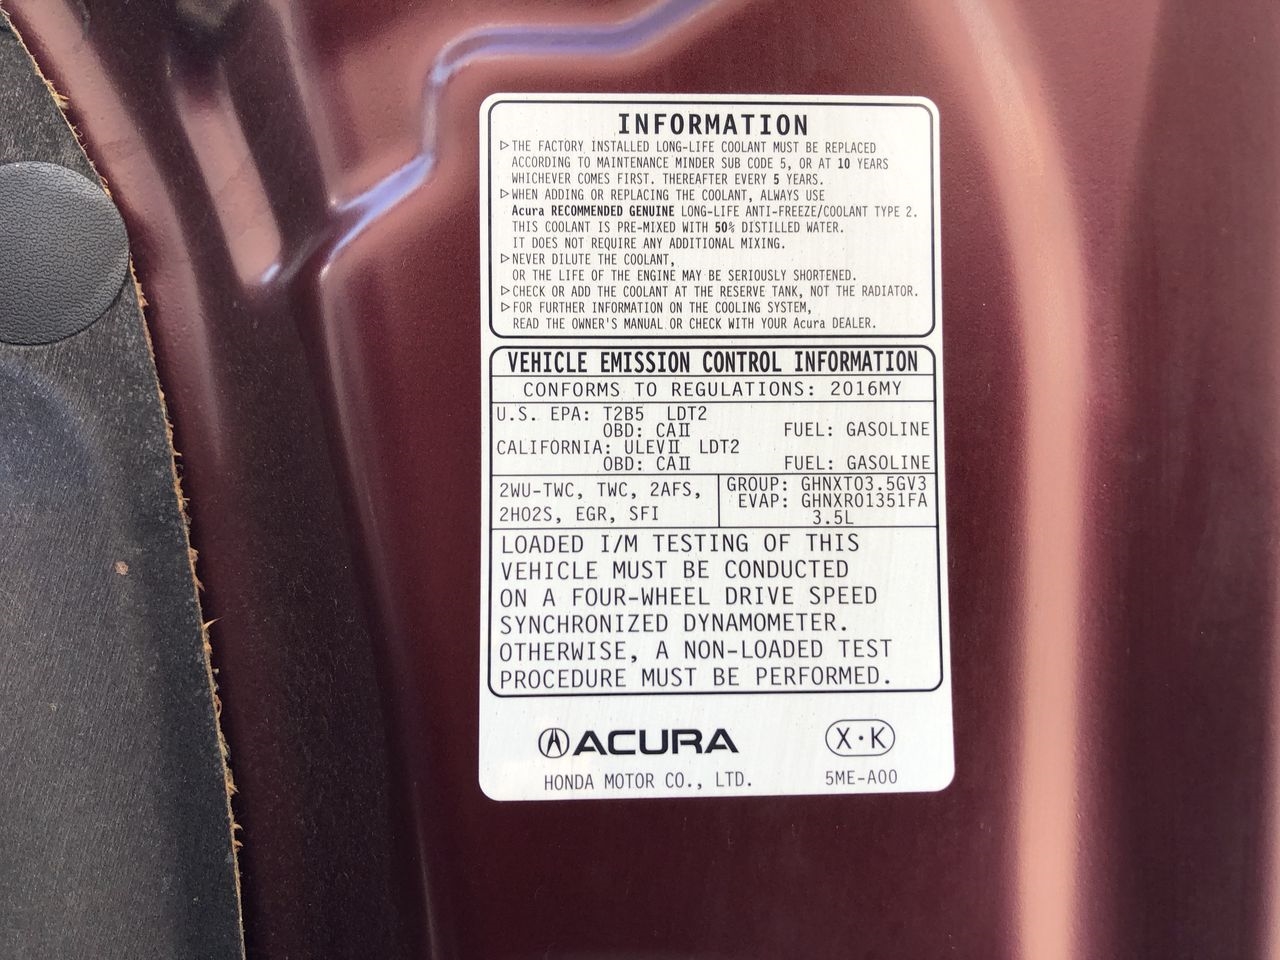 INFORMATION
▷THE FACTORY INSTALLED LONG-LIFE COOLANT MUST BE REPLACED
ACCORDING TO MAINTENANCE MINDER SUB CODE 5, OR AT 10 YEARS
WHICHEVER COMES FIRST. THEREAFTER EVERY 5 YEARS.
▷WHEN ADDING OR REPLACING THE COOLANT, ALWAYS USE
Acura RECOMMENDED GENUINE LONG-LIFE ANTI-FREEZE/COOLANT TYPE 2.
THIS COOLANT IS PRE-MIXED WITH 50% DISTILLED WATER.
IT DOES NOT REQUIRE ANY ADDITIONAL MIXING.
▷NEVER DILUTE THE COOLANT,
OR THE LIFE OF THE ENGINE MAY BE SERIOUSLY SHORTENED.
▷CHECK OR ADD THE COOLANT AT THE RESERVE TANK, NOT THE RADIATOR.
▷FOR FURTHER INFORMATION ON THE COOLING SYSTEM,
READ THE OWNER'S MANUAL OR CHECK WITH YOUR Acura DEALER.
VEHICLE EMISSION CONTROL INFORMATION
CONFORMS TO REGULATIONS: 2016MY
U.S. EPA: T2B5 LDT2
OBD: CAII FUEL: GASOLINE
CALIFORNIA: ULEVII LDT2
OBD: CAII FUEL: GASOLINE
2WU-TWC, TWC, 2AFS,
2HO2S, EGR, SFI
GROUP: GHNXT03.5GV3
EVAP: GHNXR01351FA
3.5L
LOADED I/M TESTING OF THIS
VEHICLE MUST BE CONDUCTED
ON A FOUR-WHEEL DRIVE SPEED
SYNCHRONIZED DYNAMOMETER.
OTHERWISE, A NON-LOADED TEST
PROCEDURE MUST BE PERFORMED.
ACURA X·K
HONDA MOTOR CO., LTD. 5ME-A00